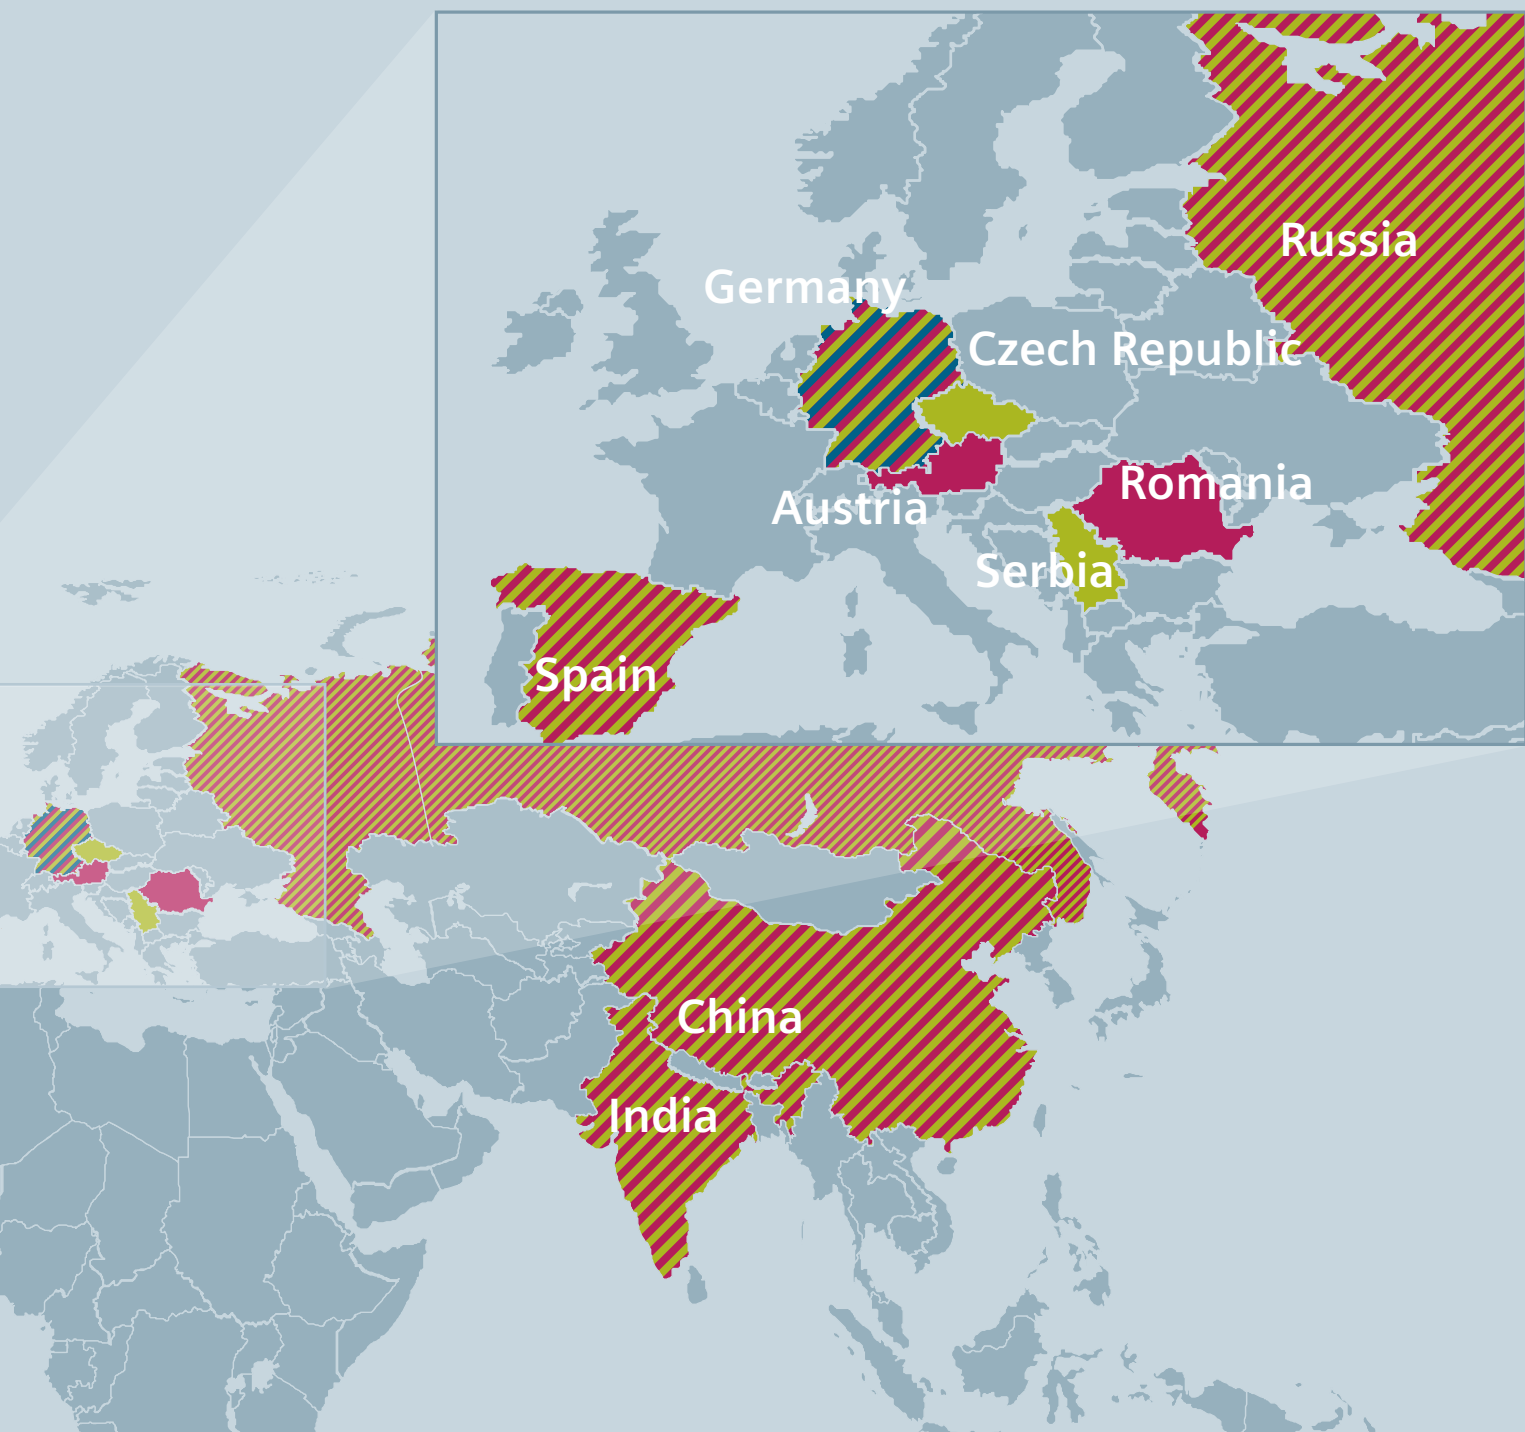 Russia
Germany
Czech Republic
Romania
Austria
Serbia
Spain
China
India